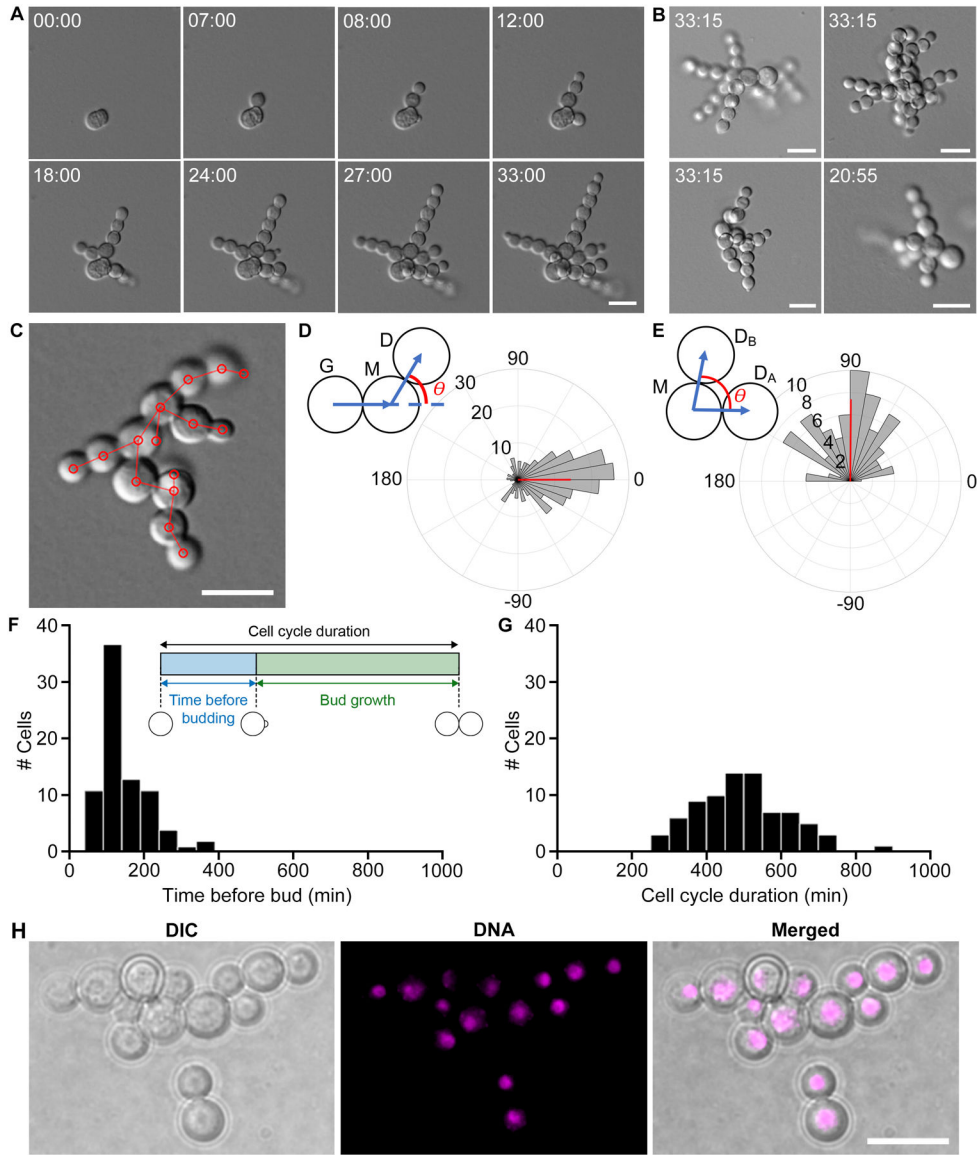 A
00:00
07:00
08:00
12:00
18:00
24:00
27:00
33:00
B
33:15
33:15
33:15
20:55
C
D
G
M
D
θ
90
30
20
10
180
0
-90
E
M
D_B
D_A
θ
90
10
8
6
4
2
180
0
-90
F
40
30
20
10
0
# Cells
Cell cycle duration
Time before
budding
Bud growth
0
200
400
600
800
1000
Time before bud (min)
G
40
30
20
10
0
# Cells
0
200
400
600
800
1000
Cell cycle duration (min)
H
DIC
DNA
Merged